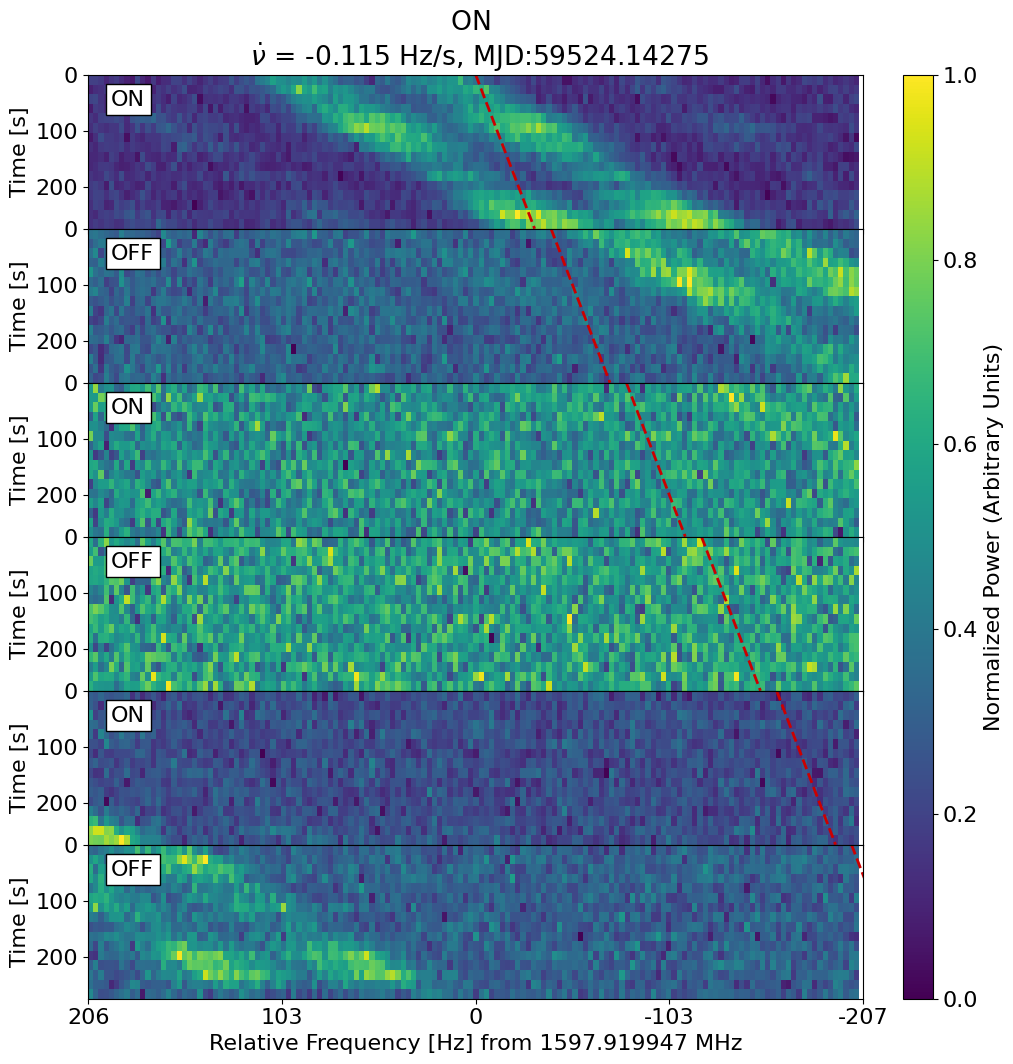 ON
ν̇ = -0.115 Hz/s, MJD:59524.14275
ON
Time [s]
0
100
200
OFF
Time [s]
0
100
200
ON
Time [s]
0
100
200
OFF
Time [s]
0
100
200
ON
Time [s]
0
100
200
OFF
Time [s]
0
100
200
206
103
0
-103
-207
Relative Frequency [Hz] from 1597.919947 MHz
1.0
0.8
0.6
0.4
0.2
0.0
Normalized Power (Arbitrary Units)